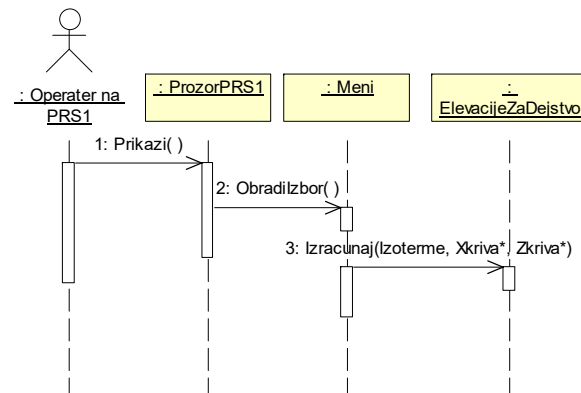 : Operater na
PRS1
: ProzorPRS1
: Meni
:
ElevacijeZaDejstvo
1: Prikazi( )
2: ObradiIzbor( )
3: Izracunaj(Izoterme, Xkriva*, Zkriva*)